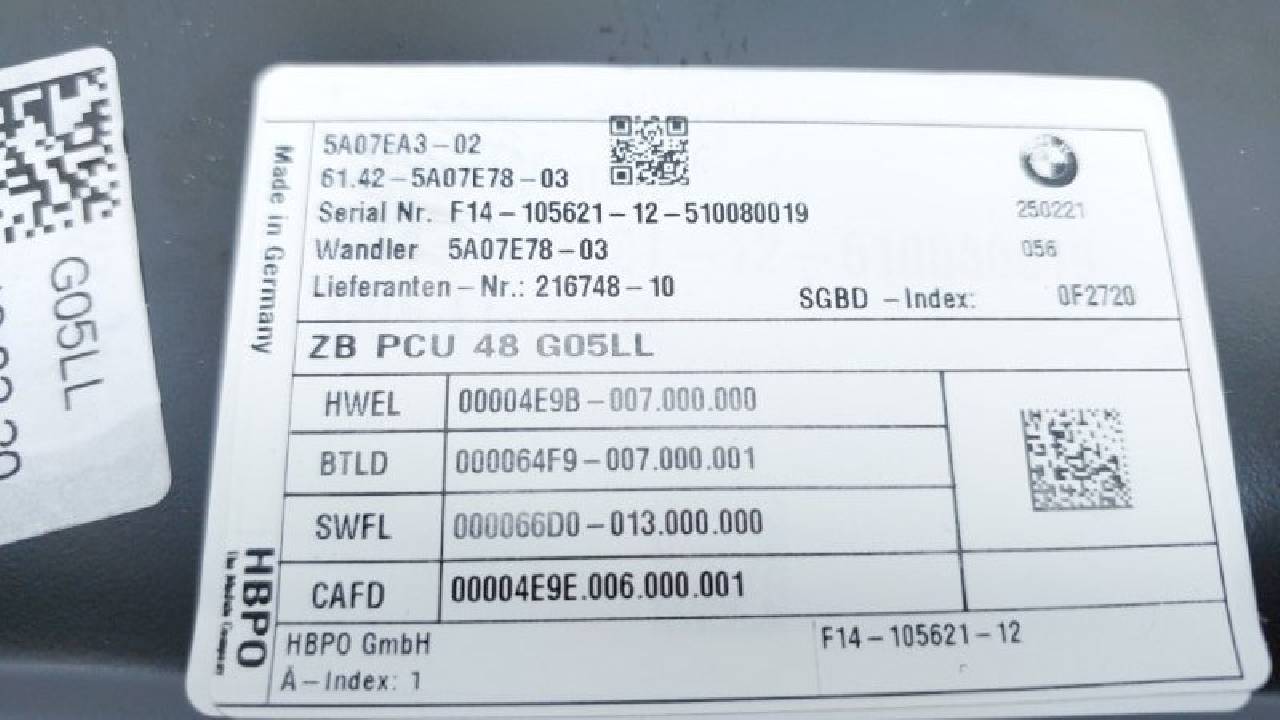 5A07EA3-02
61.42-5A07E78-03
Serial Nr. F14-105621-12-510080019
250221
Wandler 5A07E78-03
056
Lieferanten-Nr.: 216748-10
SGBD -Index: 0F2720
ZB PCU 48 G05LL
HWEL 00004E9B-007.000.000
BTLD 000064F9-007.000.001
SWFL 000066D0-013.000.000
CAFD 00004E9E.006.000.001
HBPO GmbH
F14-105621-12
Ä-Index: 1
Made in Germany
HBPO
G05LL